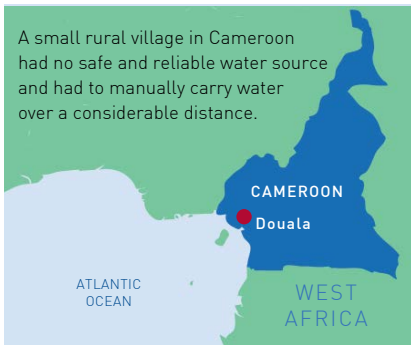 A small rural village in Cameroon
had no safe and reliable water source
and had to manually carry water
over a considerable distance.
CAMEROON
Douala
ATLANTIC
OCEAN
WEST
AFRICA